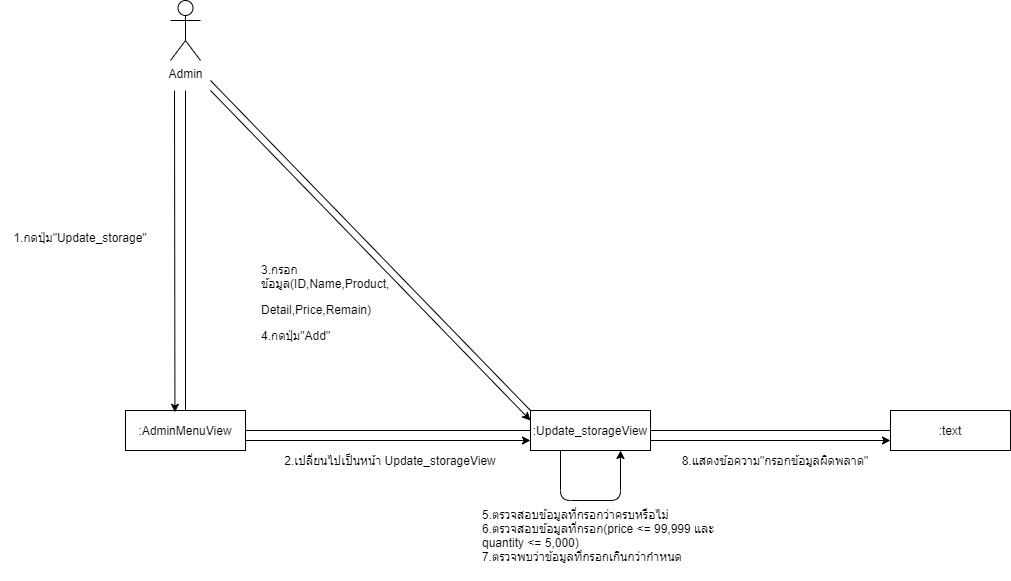 Admin
1.กดปุ่ม"Update_storage"
3.กรอก
ข้อมูล(ID,Name,Product,
Detail,Price,Remain)
4.กดปุ่ม"Add"
:AdminMenuView
:Update_storageView
:text
2.เปลี่ยนไปเป็นหน้า Update_storageView
8.แสดงข้อความ"กรอกข้อมูลผิดพลาด"
5.ตรวจสอบข้อมูลที่กรอกว่าครบหรือไม่
6.ตรวจสอบข้อมูลที่กรอก(price <= 99,999 และ
quantity <= 5,000)
7.ตรวจพบว่าข้อมูลที่กรอกเกินกว่ากำหนด